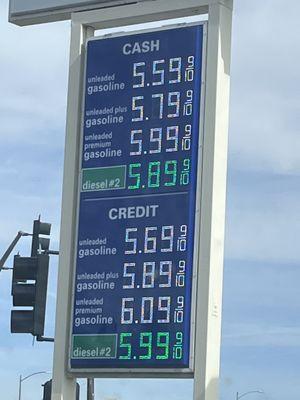 CASH
unleaded gasoline 5.59 9/10
unleaded plus gasoline 5.79 9/10
unleaded premium gasoline 5.99 9/10
diesel #2 5.89 9/10
CREDIT
unleaded gasoline 5.69 9/10
unleaded plus gasoline 5.89 9/10
unleaded premium gasoline 6.09 9/10
diesel #2 5.99 9/10